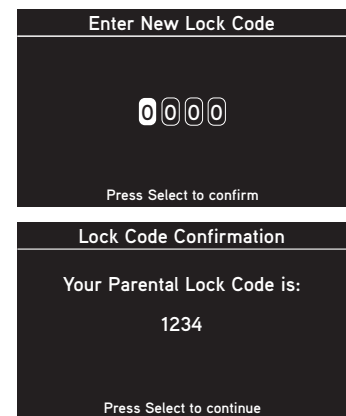 Enter New Lock Code
0000
Press Select to confirm
Lock Code Confirmation
Your Parental Lock Code is:
1234
Press Select to continue